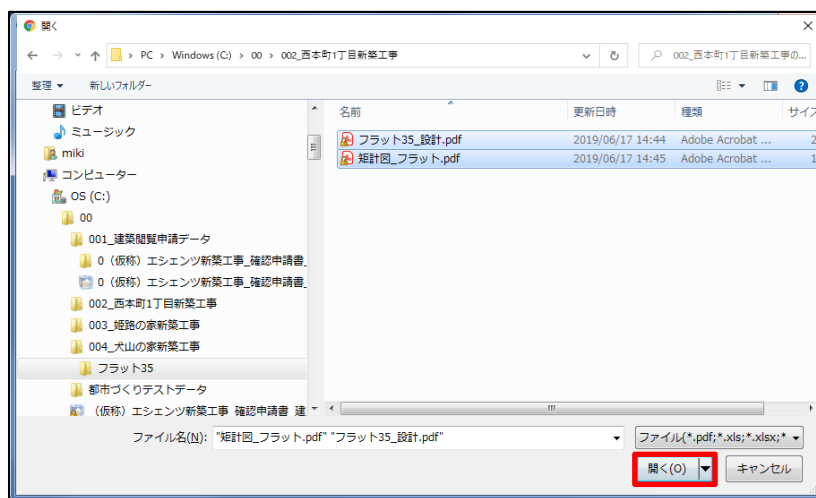 開く
PC › Windows (C:) › 00 › 002_西本町1丁目新築工事
002_西本町1丁目新築工事の...
整理 新しいフォルダー
ビデオ
ミュージック
miki
コンピューター
OS (C:)
00
001_建築閲覧申請データ
0（仮称）エシェンツ新築工事_確認申請書_
0（仮称）エシェンツ新築工事_確認申請書_
002_西本町1丁目新築工事
003_姫路の家新築工事
004_犬山の家新築工事
フラット35
都市づくりテストデータ
（仮称）エシェンツ新築工事 確認申請書 建
名前 更新日時 種類 サイズ
フラット35_設計.pdf 2019/06/17 14:44 Adobe Acrobat ... 2
矩計図_フラット.pdf 2019/06/17 14:45 Adobe Acrobat ... 1
ファイル名(N): "矩計図_フラット.pdf" "フラット35_設計.pdf" ファイル(*.pdf;*.xls;*.xlsx;*
開く(O) キャンセル